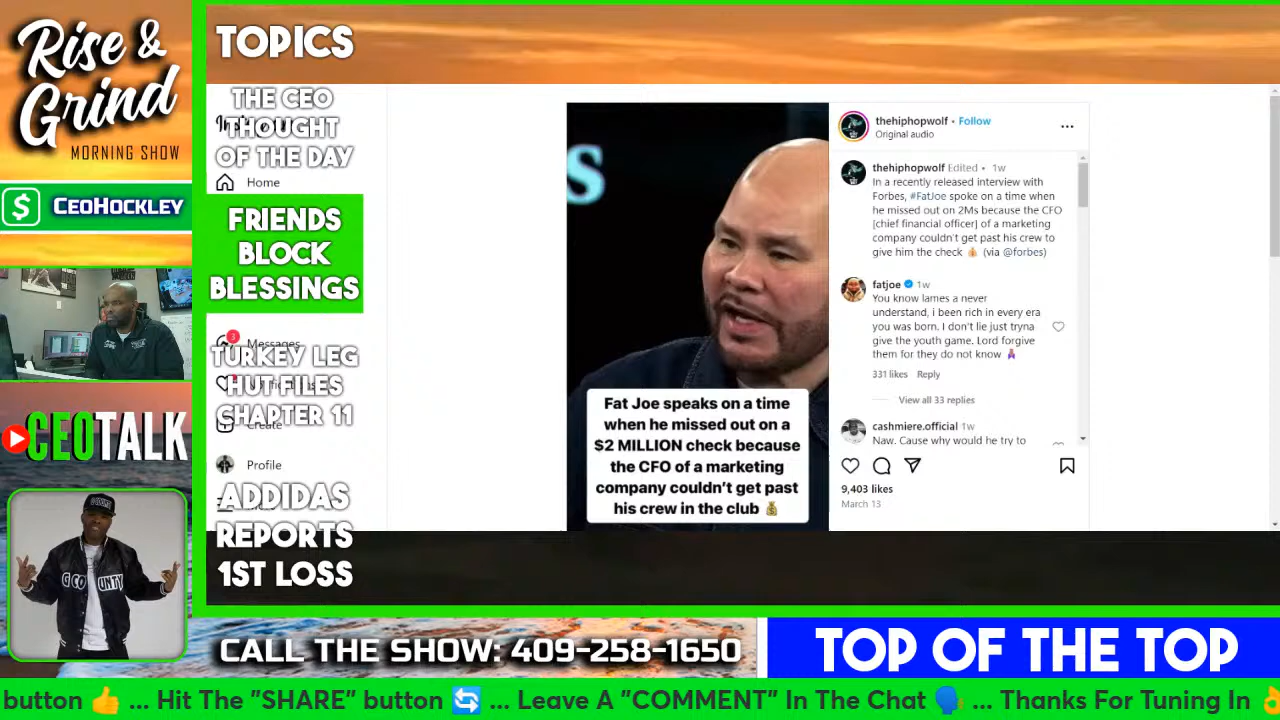 Rise &
Grind
MORNING SHOW
$ CEOHOCKLEY
CEOTALK
G COUNTY
TOPICS
THE CEO
THOUGHT
OF THE DAY
Home
FRIENDS
BLOCK
BLESSINGS
3
Messages
TURKEY LEG
HUT FILES
CHAPTER 11
Create
Profile
ADDIDAS
REPORTS
1ST LOSS
S
Fat Joe speaks on a time
when he missed out on a
$2 MILLION check because
the CFO of a marketing
company couldn't get past
his crew in the club 💰
thehiphopwolf • Follow
Original audio
thehiphopwolf Edited • 1w
In a recently released interview with
Forbes, #FatJoe spoke on a time when
he missed out on 2Ms because the CFO
[chief financial officer] of a marketing
company couldn't get past his crew to
give him the check 💰 (via @forbes)
fatjoe 1w
You know lames a never
understand, i been rich in every era
you was born. I don't lie just tryna
give the youth game. Lord forgive
them for they do not know
331 likes Reply
View all 33 replies
cashmiere.official 1w
Naw. Cause why would he try to
9,403 likes
March 13
CALL THE SHOW: 409-258-1650
TOP OF THE TOP
button 👍 ... Hit The "SHARE" button 🔄 ... Leave A "COMMENT" In The Chat 🗣️ ... Thanks For Tuning In 👌